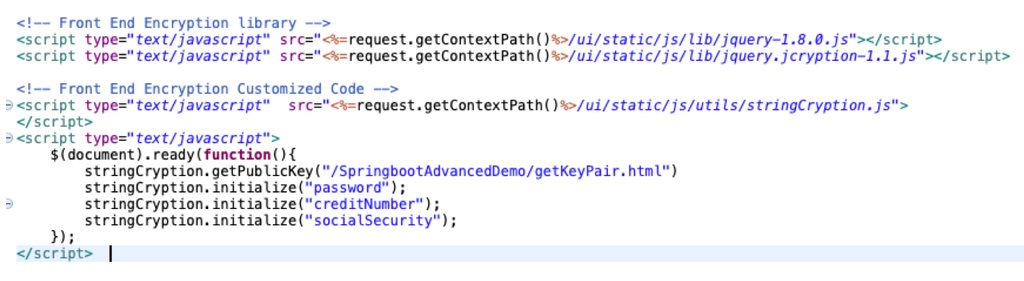 <!-- Front End Encryption library -->
<script type="text/javascript" src="<%=request.getContextPath()%>/ui/static/js/lib/jquery-1.8.0.js"></script>
<script type="text/javascript" src="<%=request.getContextPath()%>/ui/static/js/lib/jquery.jcryption-1.1.js"></script>
<!-- Front End Encryption Customized Code -->
<script type="text/javascript"  src="<%=request.getContextPath()%>/ui/static/js/utils/stringCryption.js">
</script>
<script type="text/javascript">
    $(document).ready(function(){
        stringCryption.getPublicKey("/SpringbootAdvancedDemo/getKeyPair.html")
        stringCryption.initialize("password");
        stringCryption.initialize("creditNumber");
        stringCryption.initialize("socialSecurity");
    });
</script>